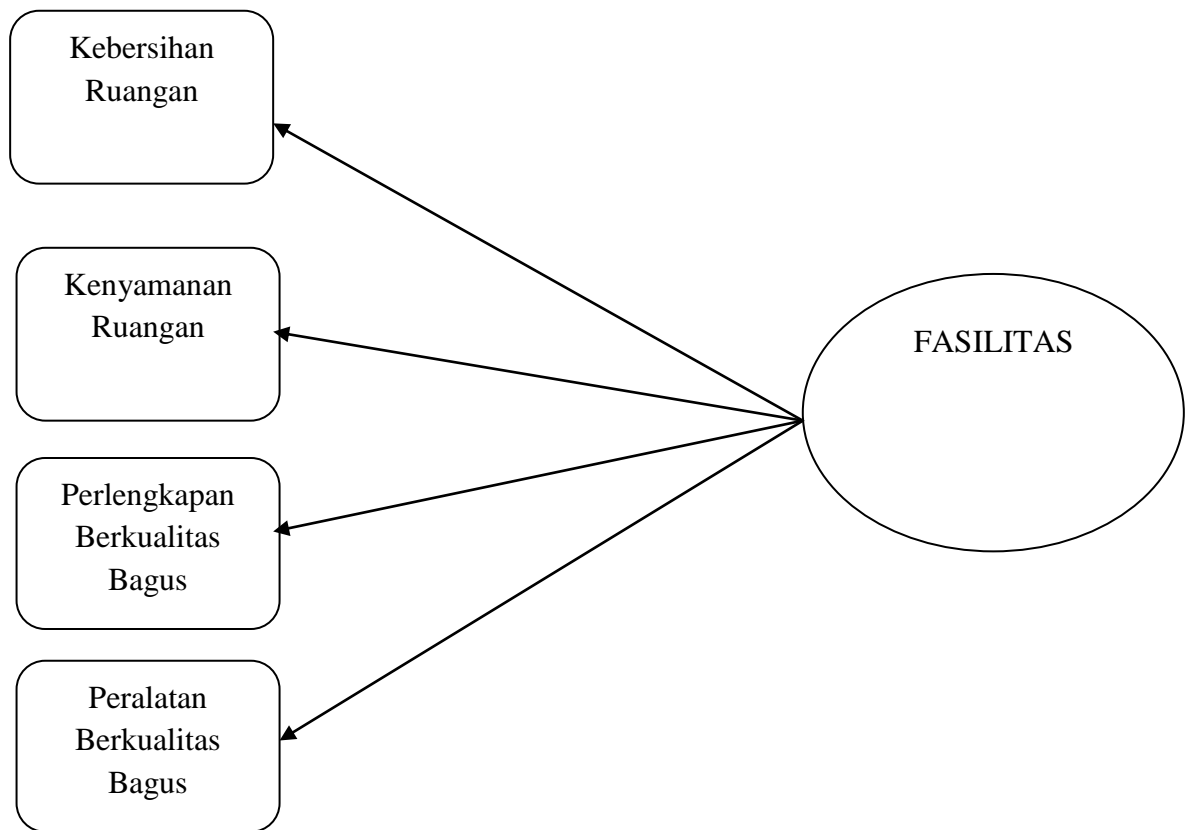 Kebersihan
Ruangan
Kenyamanan
Ruangan
FASILITAS
Perlengkapan
Berkualitas
Bagus
Peralatan
Berkualitas
Bagus